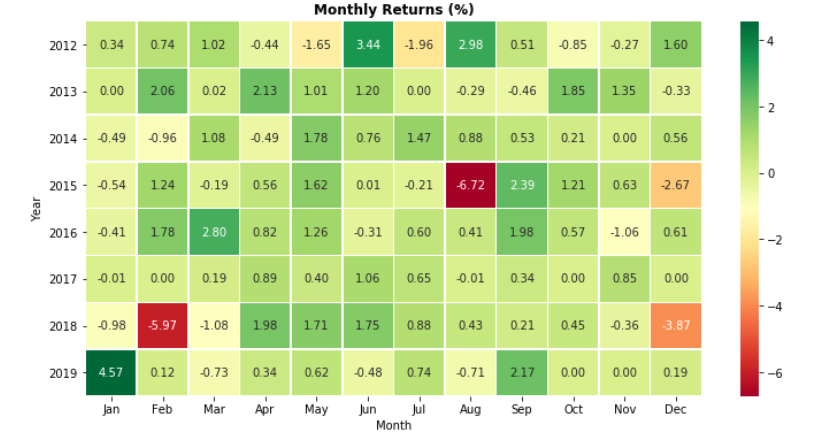 Monthly Returns (%)
2012 0.34 0.74 1.02 -0.44 -1.65 3.44 -1.96 2.98 0.51 -0.85 -0.27 1.60
2013 0.00 2.06 0.02 2.13 1.01 1.20 0.00 -0.29 -0.46 1.85 1.35 -0.33
2014 -0.49 -0.96 1.08 -0.49 1.78 0.76 1.47 0.88 0.53 0.21 0.00 0.56
2015 -0.54 1.24 -0.19 0.56 1.62 0.01 -0.21 -6.72 2.39 1.21 0.63 -2.67
2016 -0.41 1.78 2.80 0.82 1.26 -0.31 0.60 0.41 1.98 0.57 -1.06 0.61
2017 -0.01 0.00 0.19 0.89 0.40 1.06 0.65 -0.01 0.34 0.00 0.85 0.00
2018 -0.98 -5.97 -1.08 1.98 1.71 1.75 0.88 0.43 0.21 0.45 -0.36 -3.87
2019 4.57 0.12 -0.73 0.34 0.62 -0.48 0.74 -0.71 2.17 0.00 0.00 0.19
Jan Feb Mar Apr May Jun Jul Aug Sep Oct Nov Dec
Month
Year
4
2
0
−2
−4
−6